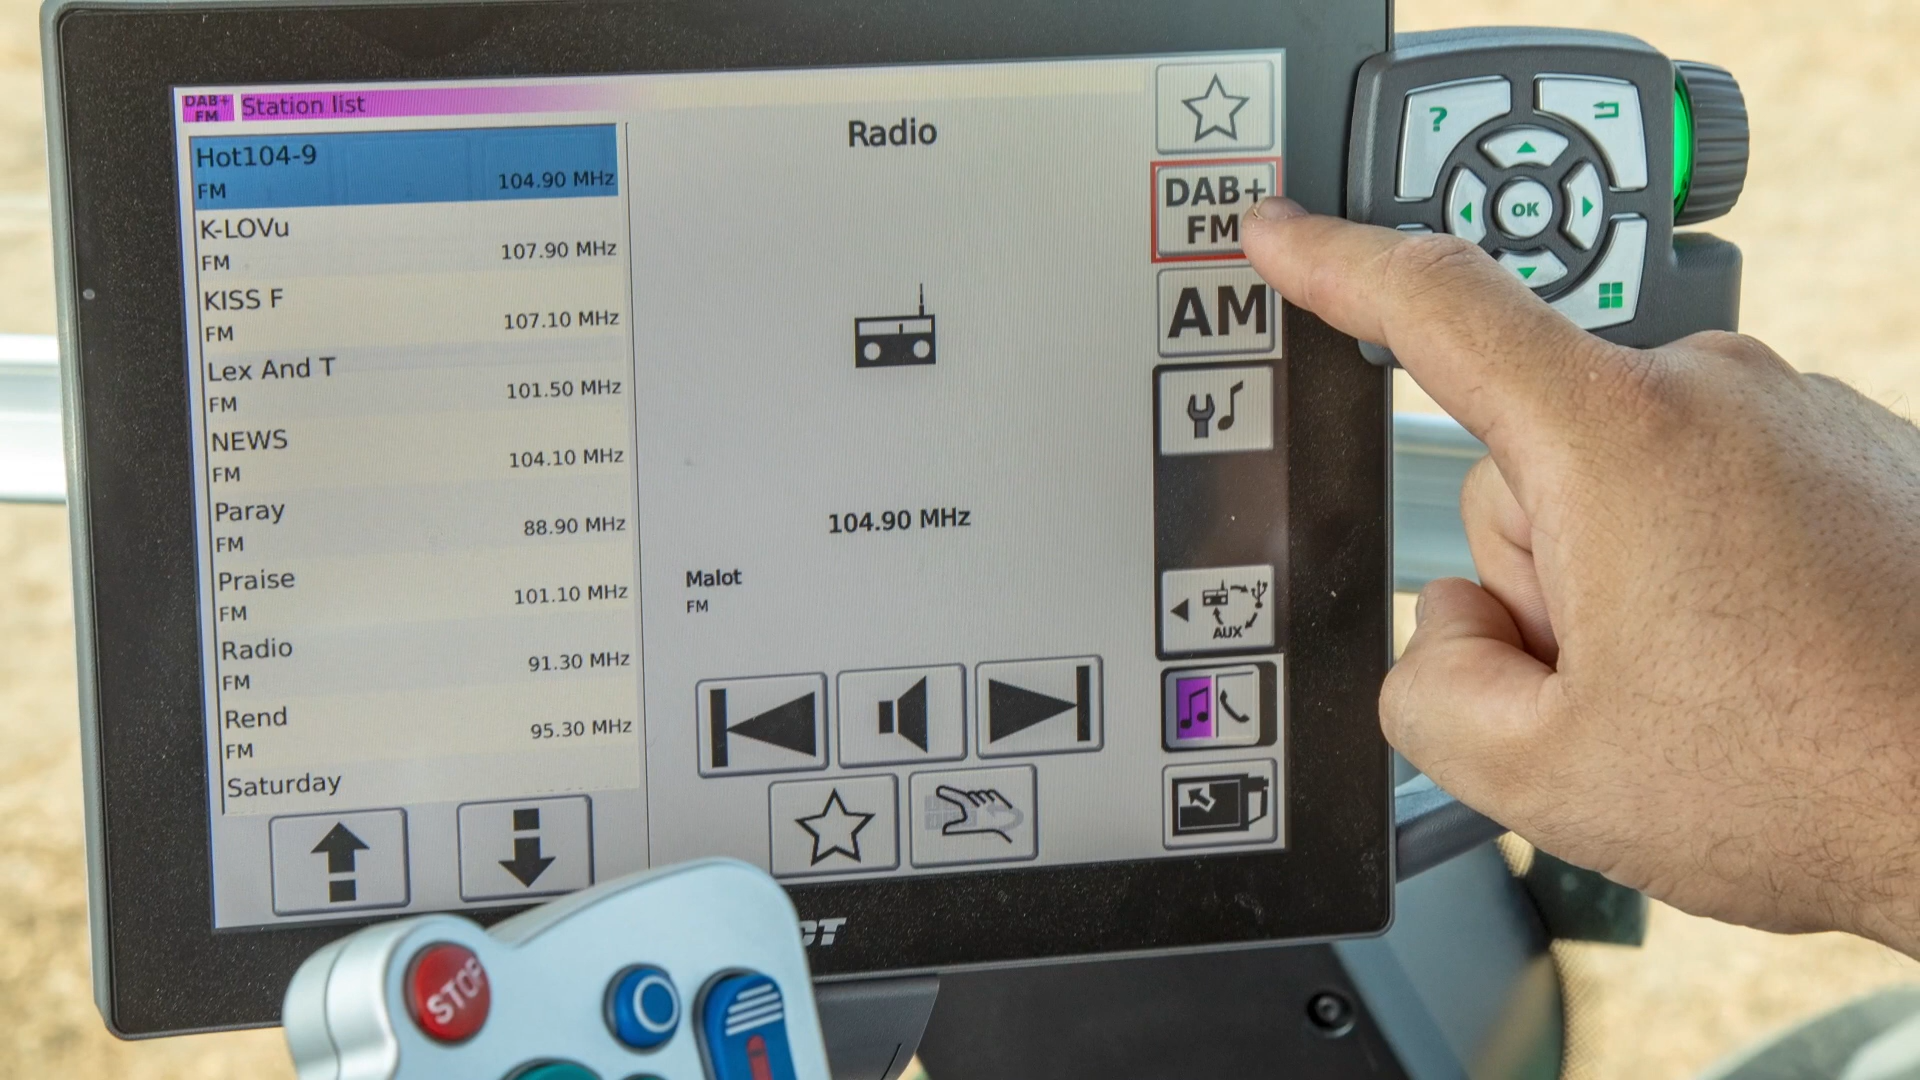 DAB+
FM
Station list
Hot104-9
FM
104.90 MHz
K-LOVu
FM
107.90 MHz
KISS F
FM
107.10 MHz
Lex And T
FM
101.50 MHz
NEWS
FM
104.10 MHz
Paray
FM
88.90 MHz
Praise
FM
101.10 MHz
Radio
FM
91.30 MHz
Rend
FM
95.30 MHz
Saturday
Radio
104.90 MHz
Malot
FM
DAB+
FM
AM
AUX
?
OK
STOP